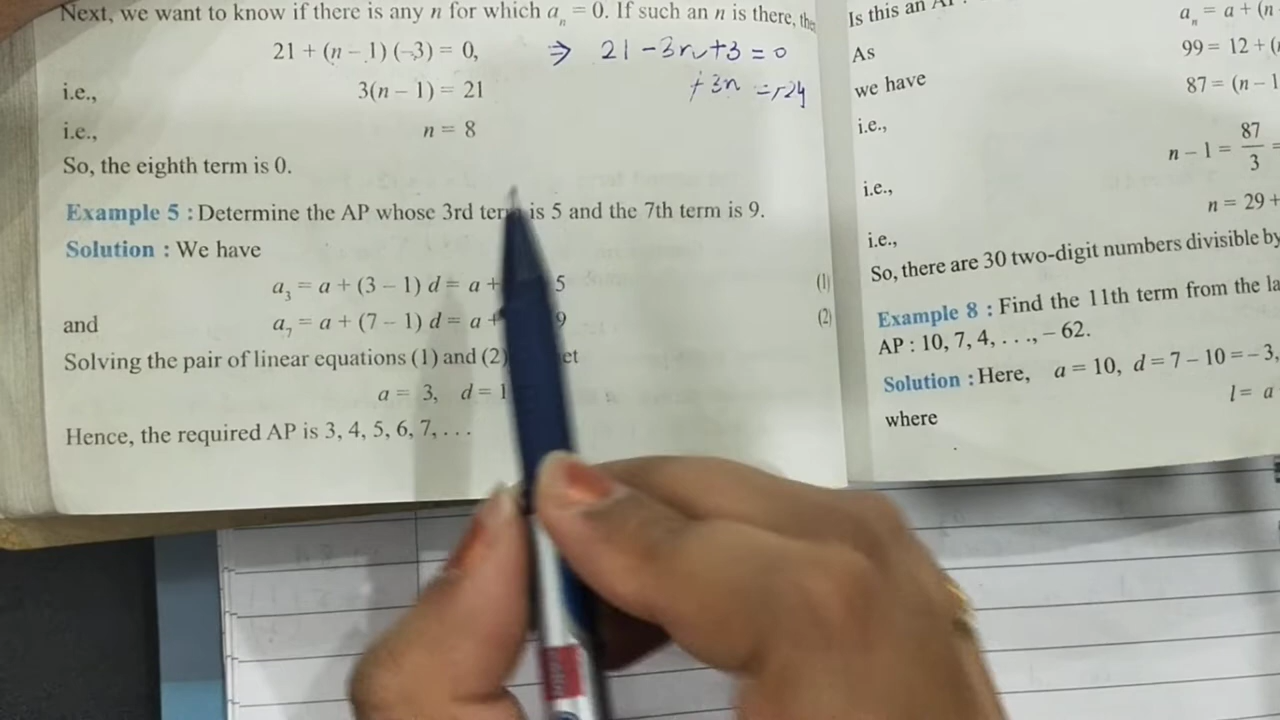 Next, we want to know if there is any n for which aₙ = 0. If such an n is there,
21 + (n – 1) (–3) = 0, ⇒ 21 - 3n + 3 = 0
i.e., 3(n – 1) = 21 +3n = +24
i.e., n = 8
So, the eighth term is 0.
Example 5 : Determine the AP whose 3rd term is 5 and the 7th term is 9.
Solution : We have
a₃ = a + (3 – 1) d = a + 5 (1)
and a₇ = a + (7 – 1) d = a + 9 (2)
Solving the pair of linear equations (1) and (2)
a = 3, d = 1
Hence, the required AP is 3, 4, 5, 6, 7, . . .
Is this an
aₙ = a + (n
As 99 = 12 + (
we have 87 = (n – 1
i.e.,
n – 1 = 87/3 =
i.e.,
n = 29 +
i.e.,
So, there are 30 two-digit numbers divisible by
Example 8 : Find the 11th term from the
AP : 10, 7, 4, . . ., – 62.
Solution : Here, a = 10, d = 7 – 10 = – 3,
where l = a